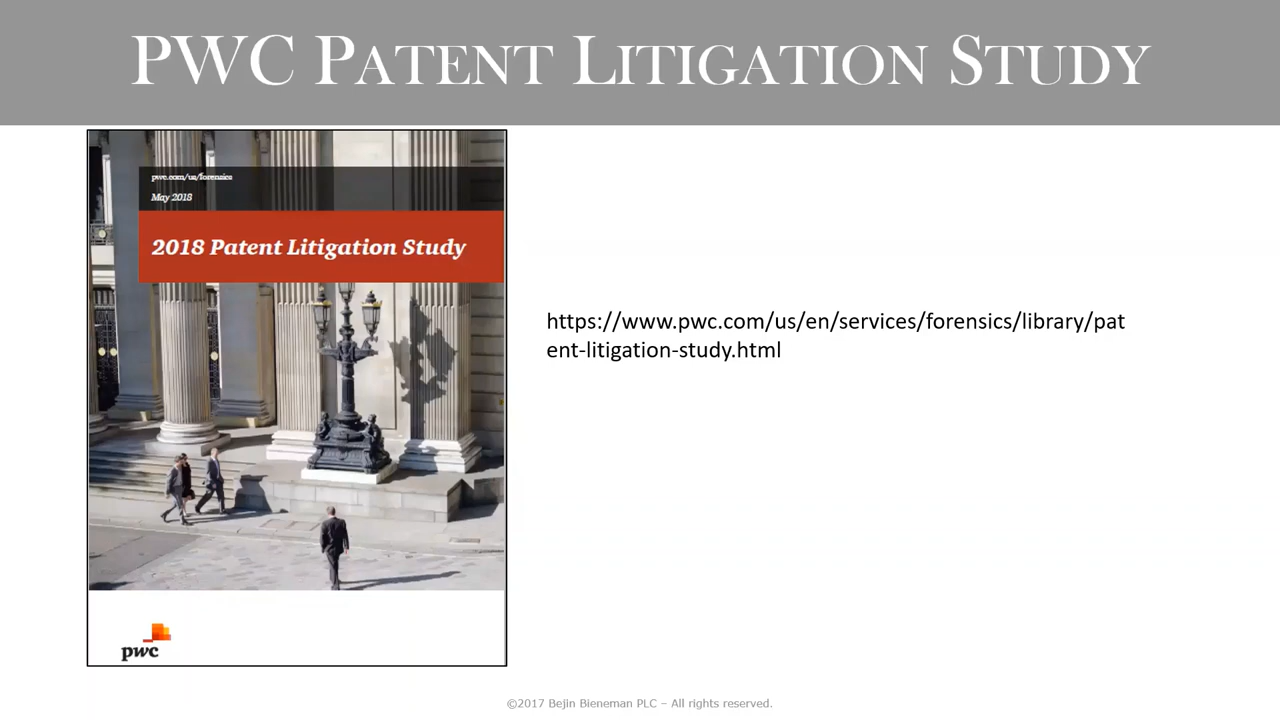 PWC PATENT LITIGATION STUDY
pwc.com/us/forensics
May 2018
2018 Patent Litigation Study
https://www.pwc.com/us/en/services/forensics/library/pat
ent-litigation-study.html
pwc
©2017 Bejin Bieneman PLC – All rights reserved.